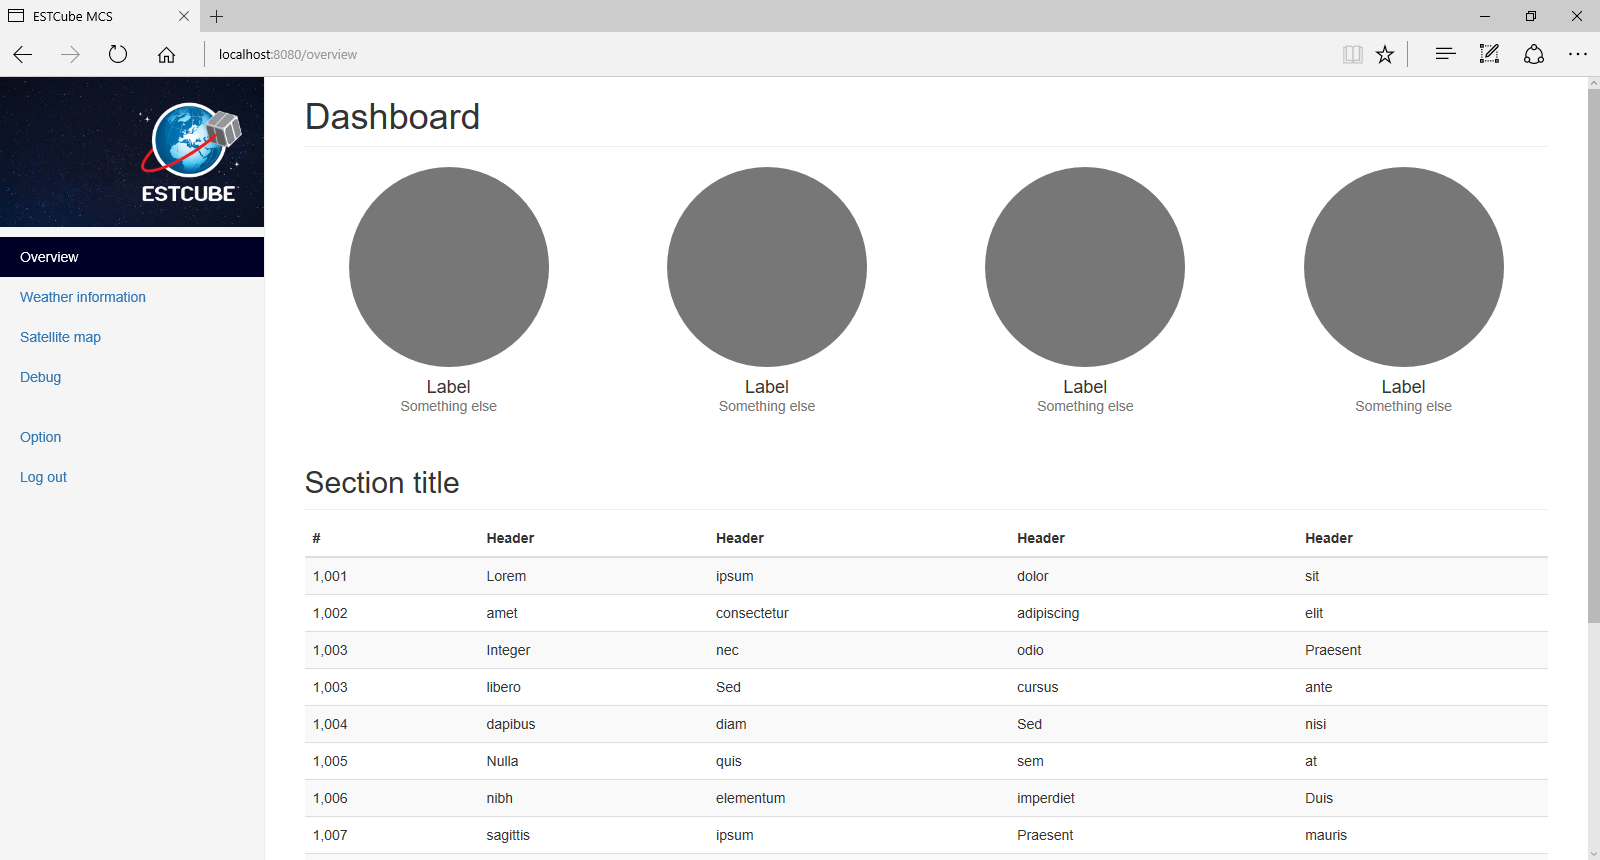 ESTCube MCS
localhost:8080/overview
ESTCUBE
Overview
Weather information
Satellite map
Debug
Option
Log out
Dashboard
Label Label Label Label
Something else Something else Something else Something else
Section title
# Header Header Header Header
1,001 Lorem ipsum dolor sit
1,002 amet consectetur adipiscing elit
1,003 Integer nec odio Praesent
1,003 libero Sed cursus ante
1,004 dapibus diam Sed nisi
1,005 Nulla quis sem at
1,006 nibh elementum imperdiet Duis
1,007 sagittis ipsum Praesent mauris